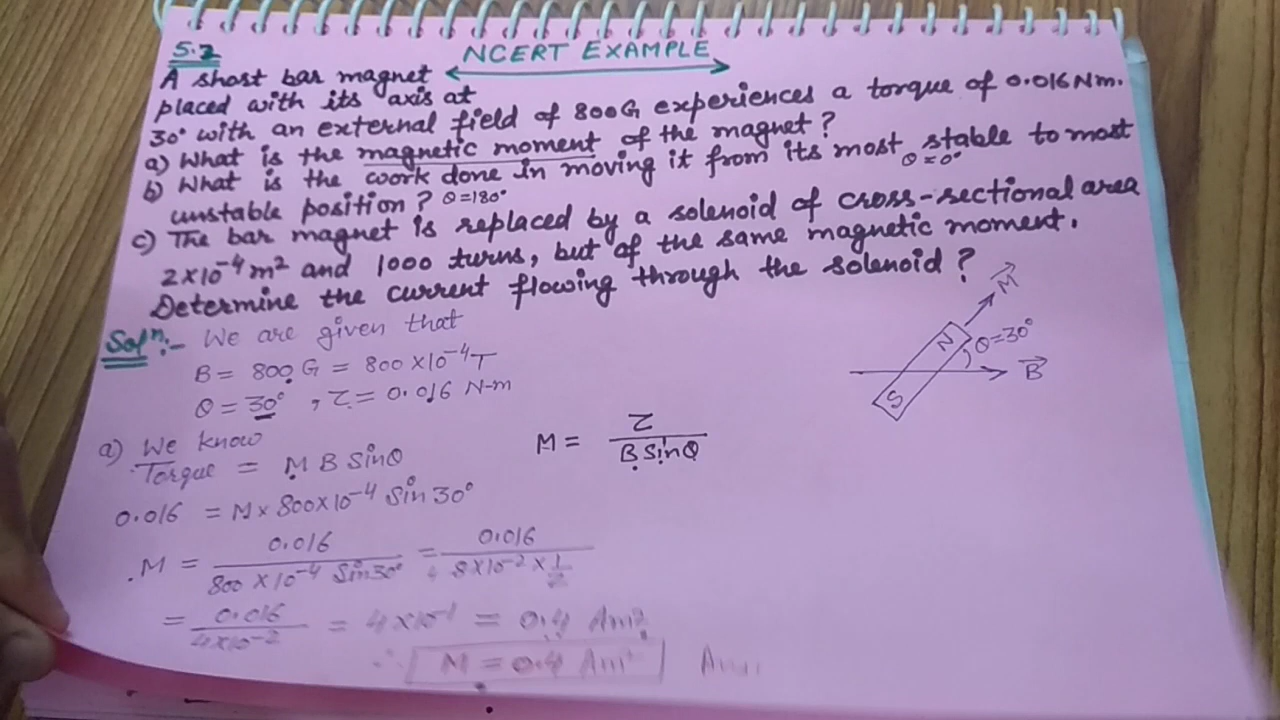 5.2
NCERT EXAMPLE
A short bar magnet
placed with its axis at
30° with an external field of 800G experiences a torque of 0.016Nm.
a) What is the magnetic moment of the magnet?
b) What is the work done in moving it from its most stable to most
θ=0°
unstable position? θ=180°
c) The bar magnet is replaced by a solenoid of cross-sectional area
2×10⁻⁴m² and 1000 turns, but of the same magnetic moment.
Determine the current flowing through the solenoid?
Solⁿ:- We are given that
B = 800 G = 800×10⁻⁴T
θ = 30°, τ = 0.016 N-m
M⃗
N
θ=30°
B⃗
S
a) We know
Torque = M B Sinθ
M = τ / B Sinθ
0.016 = M× 800×10⁻⁴ Sin 30°
M = 0.016 / 800 × 10⁻⁴ Sin30° = 0.016 / 8×10⁻² × 1/2
= 0.016 / 4×10⁻² = 4×10⁻¹ = 0.4 Am²
∴ M = 0.4 Am² Ans.